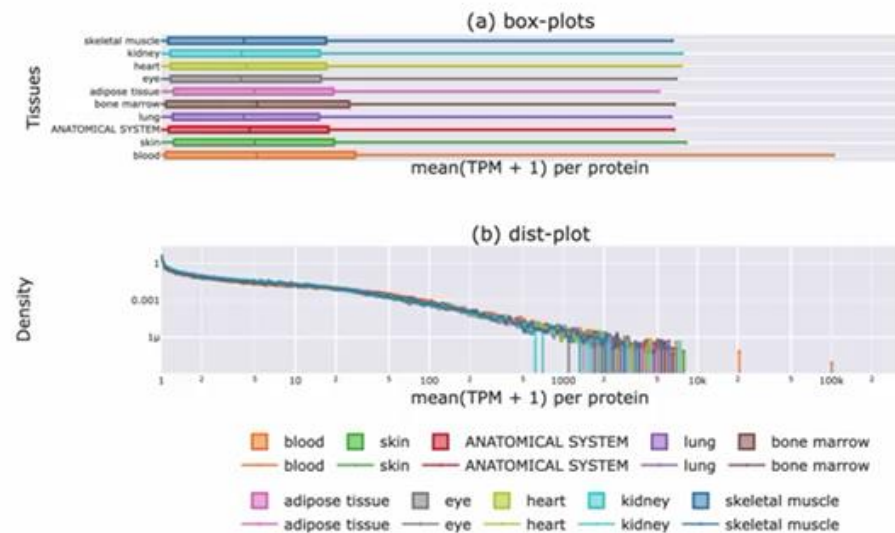 (a) box-plots
Tissues
skeletal muscle
kidney
heart
eye
adipose tissue
bone marrow
lung
ANATOMICAL SYSTEM
skin
blood
mean(TPM + 1) per protein
(b) dist-plot
Density
1
0.001
1μ
1 2 5 10 2 5 100 2 5 1000 2 5 10k 2 5 100k 2
mean(TPM + 1) per protein
blood skin ANATOMICAL SYSTEM lung bone marrow
blood skin ANATOMICAL SYSTEM lung bone marrow
adipose tissue eye heart kidney skeletal muscle
adipose tissue eye heart kidney skeletal muscle